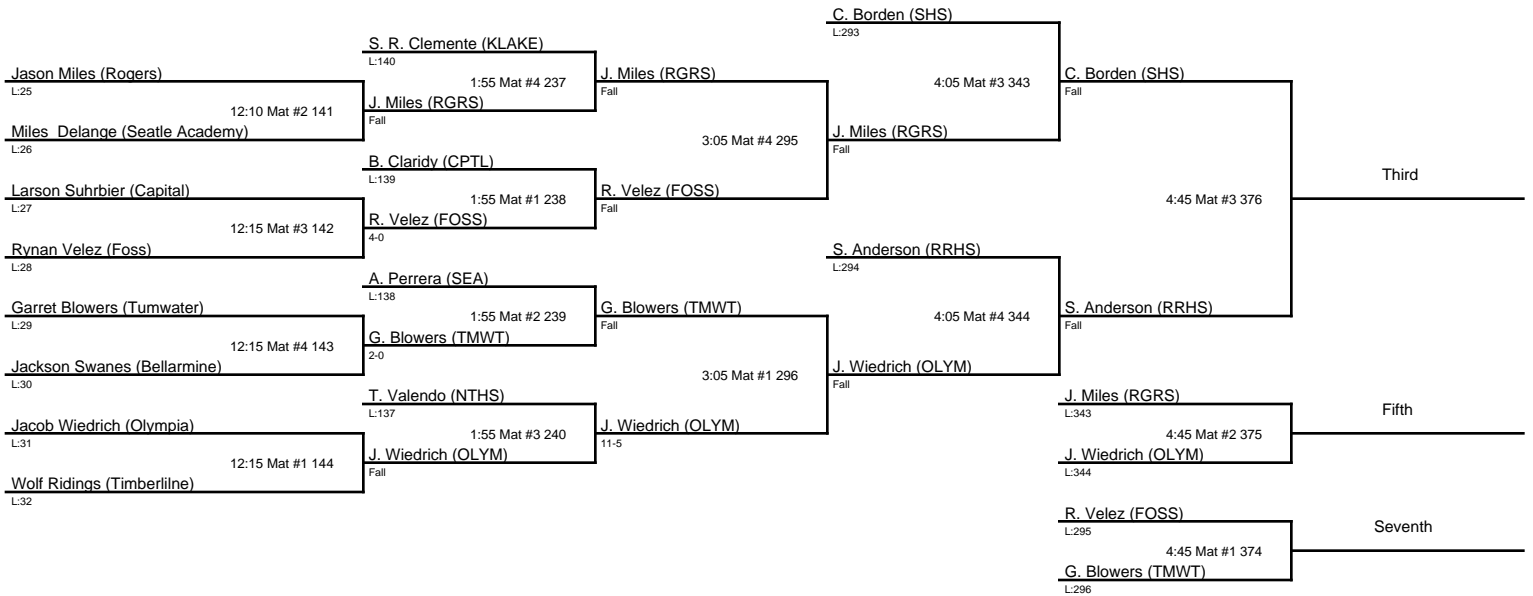 C. Borden (SHS)
L:293
S. R. Clemente (KLAKE)
L:140
Jason Miles (Rogers)
L:25
1:55 Mat #4 237
J. Miles (RGRS)
Fall
4:05 Mat #3 343
C. Borden (SHS)
Fall
12:10 Mat #2 141
J. Miles (RGRS)
Fall
Miles  Delange (Seatle Academy)
L:26
3:05 Mat #4 295
J. Miles (RGRS)
Fall
B. Claridy (CPTL)
L:139
Larson Suhrbier (Capital)
L:27
1:55 Mat #1 238
R. Velez (FOSS)
Fall
4:45 Mat #3 376
Third
12:15 Mat #3 142
R. Velez (FOSS)
4-0
Rynan Velez (Foss)
L:28
S. Anderson (RRHS)
L:294
A. Perrera (SEA)
L:138
Garret Blowers (Tumwater)
L:29
1:55 Mat #2 239
G. Blowers (TMWT)
Fall
4:05 Mat #4 344
S. Anderson (RRHS)
Fall
12:15 Mat #4 143
G. Blowers (TMWT)
2-0
Jackson Swanes (Bellarmine)
L:30
3:05 Mat #1 296
J. Wiedrich (OLYM)
Fall
T. Valendo (NTHS)
L:137
J. Miles (RGRS)
L:343
Fifth
Jacob Wiedrich (Olympia)
L:31
1:55 Mat #3 240
J. Wiedrich (OLYM)
11-5
4:45 Mat #2 375
12:15 Mat #1 144
J. Wiedrich (OLYM)
Fall
J. Wiedrich (OLYM)
L:344
Wolf Ridings (Timberlilne)
L:32
R. Velez (FOSS)
L:295
Seventh
4:45 Mat #1 374
G. Blowers (TMWT)
L:296